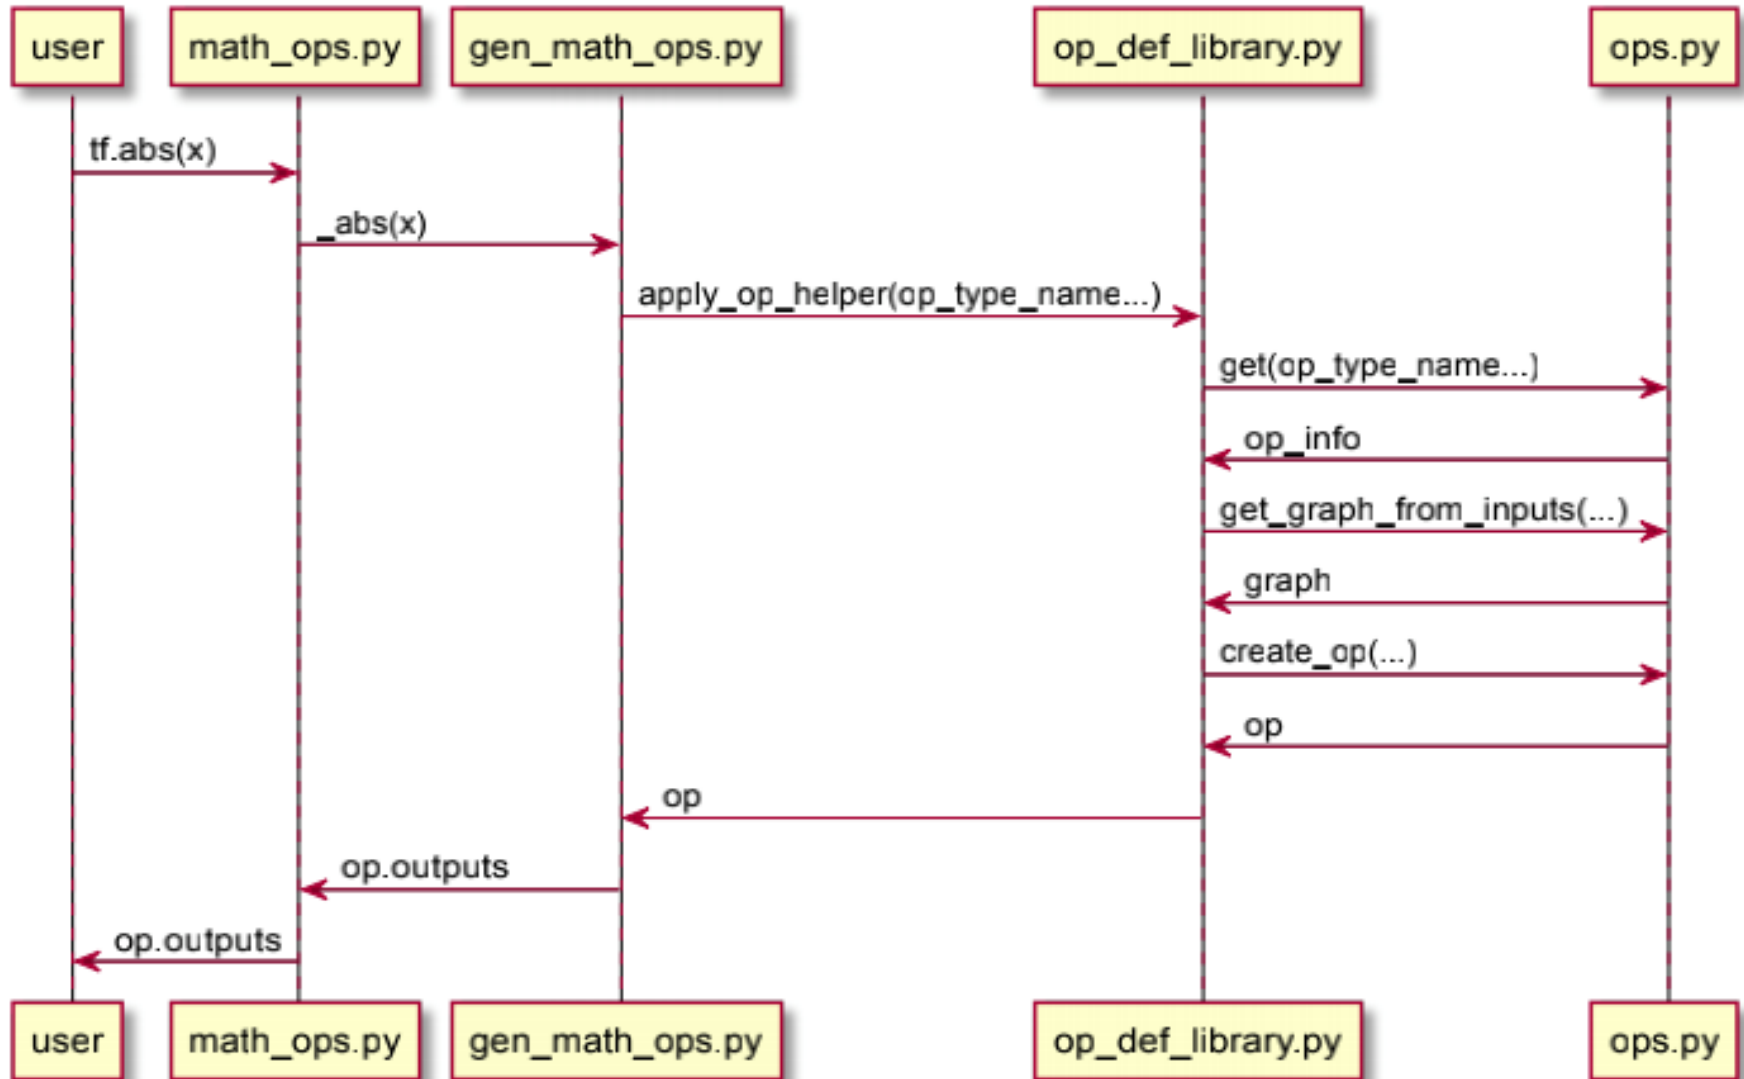 user math_ops.py gen_math_ops.py op_def_library.py ops.py
tf.abs(x)
_abs(x)
apply_op_helper(op_type_name...)
get(op_type_name...)
op_info
get_graph_from_inputs(...)
graph
create_op(...)
op
op
op.outputs
op.outputs
user math_ops.py gen_math_ops.py op_def_library.py ops.py